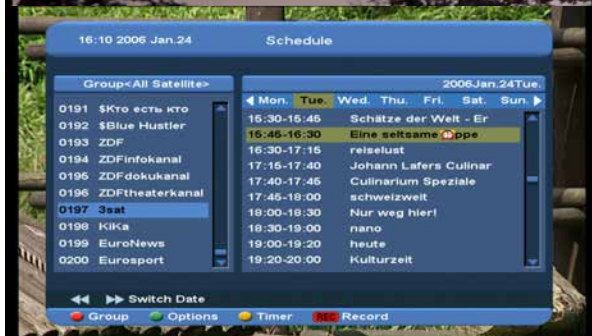 16:10 2006 Jan.24 Schedule
Group<All Satellite>
2006Jan.24Tue.
Mon. Tue. Wed. Thu. Fri. Sat. Sun.
0191 $Кто есть кто
0192 $Blue Hustler
0193 ZDF
0194 ZDFinfokanal
0195 ZDFdokukanal
0196 ZDFtheaterkanal
0197 3sat
0198 KiKa
0199 EuroNews
0200 Eurosport
15:30-15:45 Schätze der Welt - Er
15:45-16:30 Eine seltsame
16:30-17:15 reiselust
17:15-17:40 Johann Lafers Culinar
17:40-17:45 Culinarium Speziale
17:45-18:00 schweizweit
18:00-18:30 Nur weg hier!
18:30-19:00 nano
19:00-19:20 heute
19:20-20:00 Kulturzeit
Switch Date
Group Options Timer REC Record